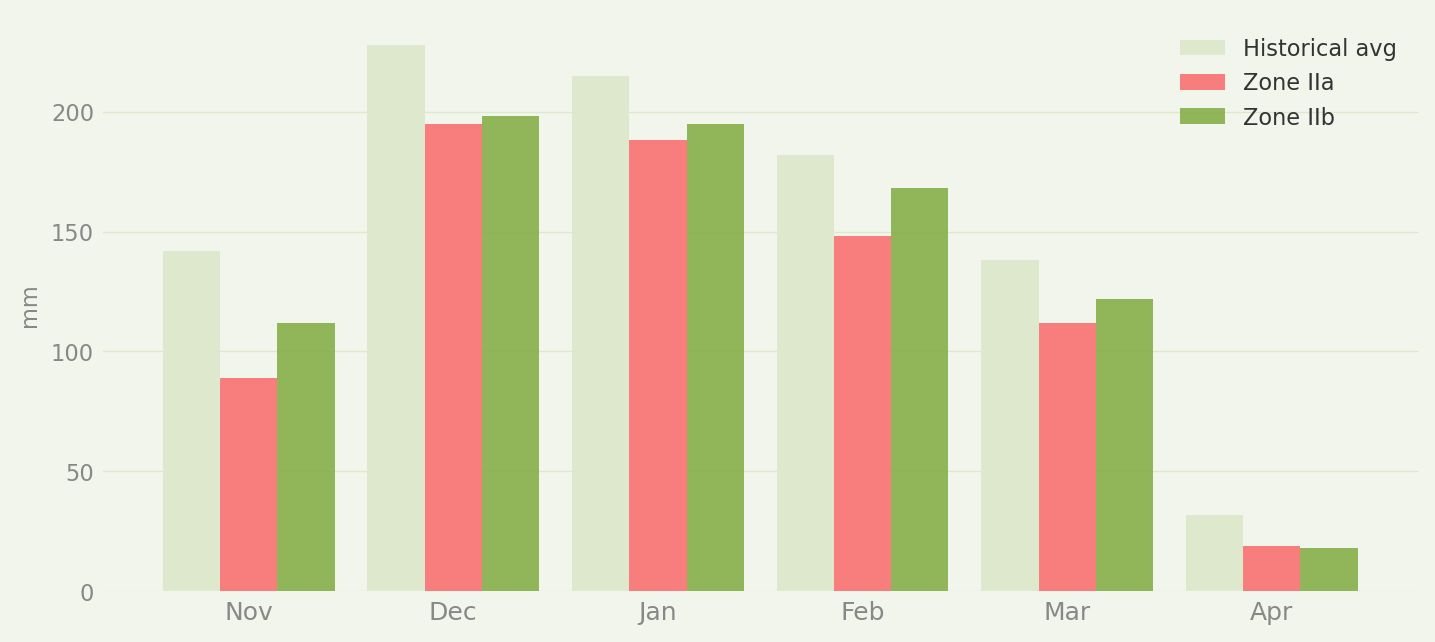 Historical avg
Zone IIa
Zone IIb
200
150
100
50
0
mm
Nov
Dec
Jan
Feb
Mar
Apr